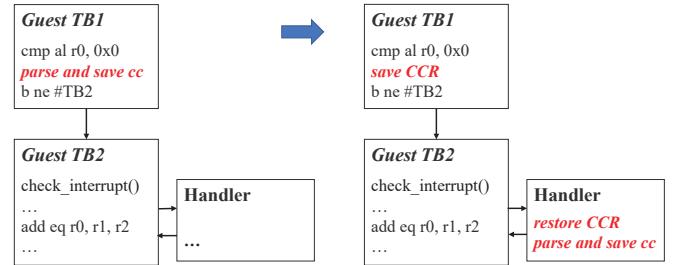 Guest TB1
cmp al r0, 0x0
parse and save cc
b ne #TB2
Guest TB2
check_interrupt()
…
add eq r0, r1, r2
…
Handler
...
Guest TB1
cmp al r0, 0x0
save CCR
b ne #TB2
Guest TB2
check_interrupt()
…
add eq r0, r1, r2
…
Handler
restore CCR
parse and save cc